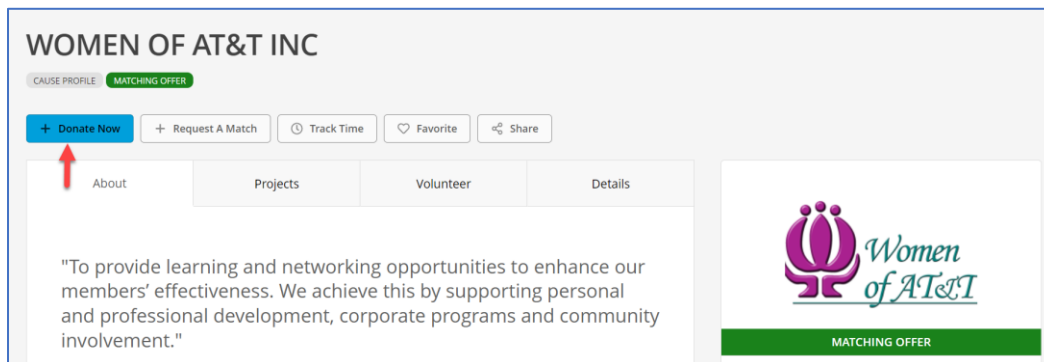 WOMEN OF AT&T INC
CAUSE PROFILE MATCHING OFFER
+ Donate Now + Request A Match Track Time Favorite Share
About Projects Volunteer Details
"To provide learning and networking opportunities to enhance our
members' effectiveness. We achieve this by supporting personal
and professional development, corporate programs and community
involvement."
Women
of AT&T
MATCHING OFFER